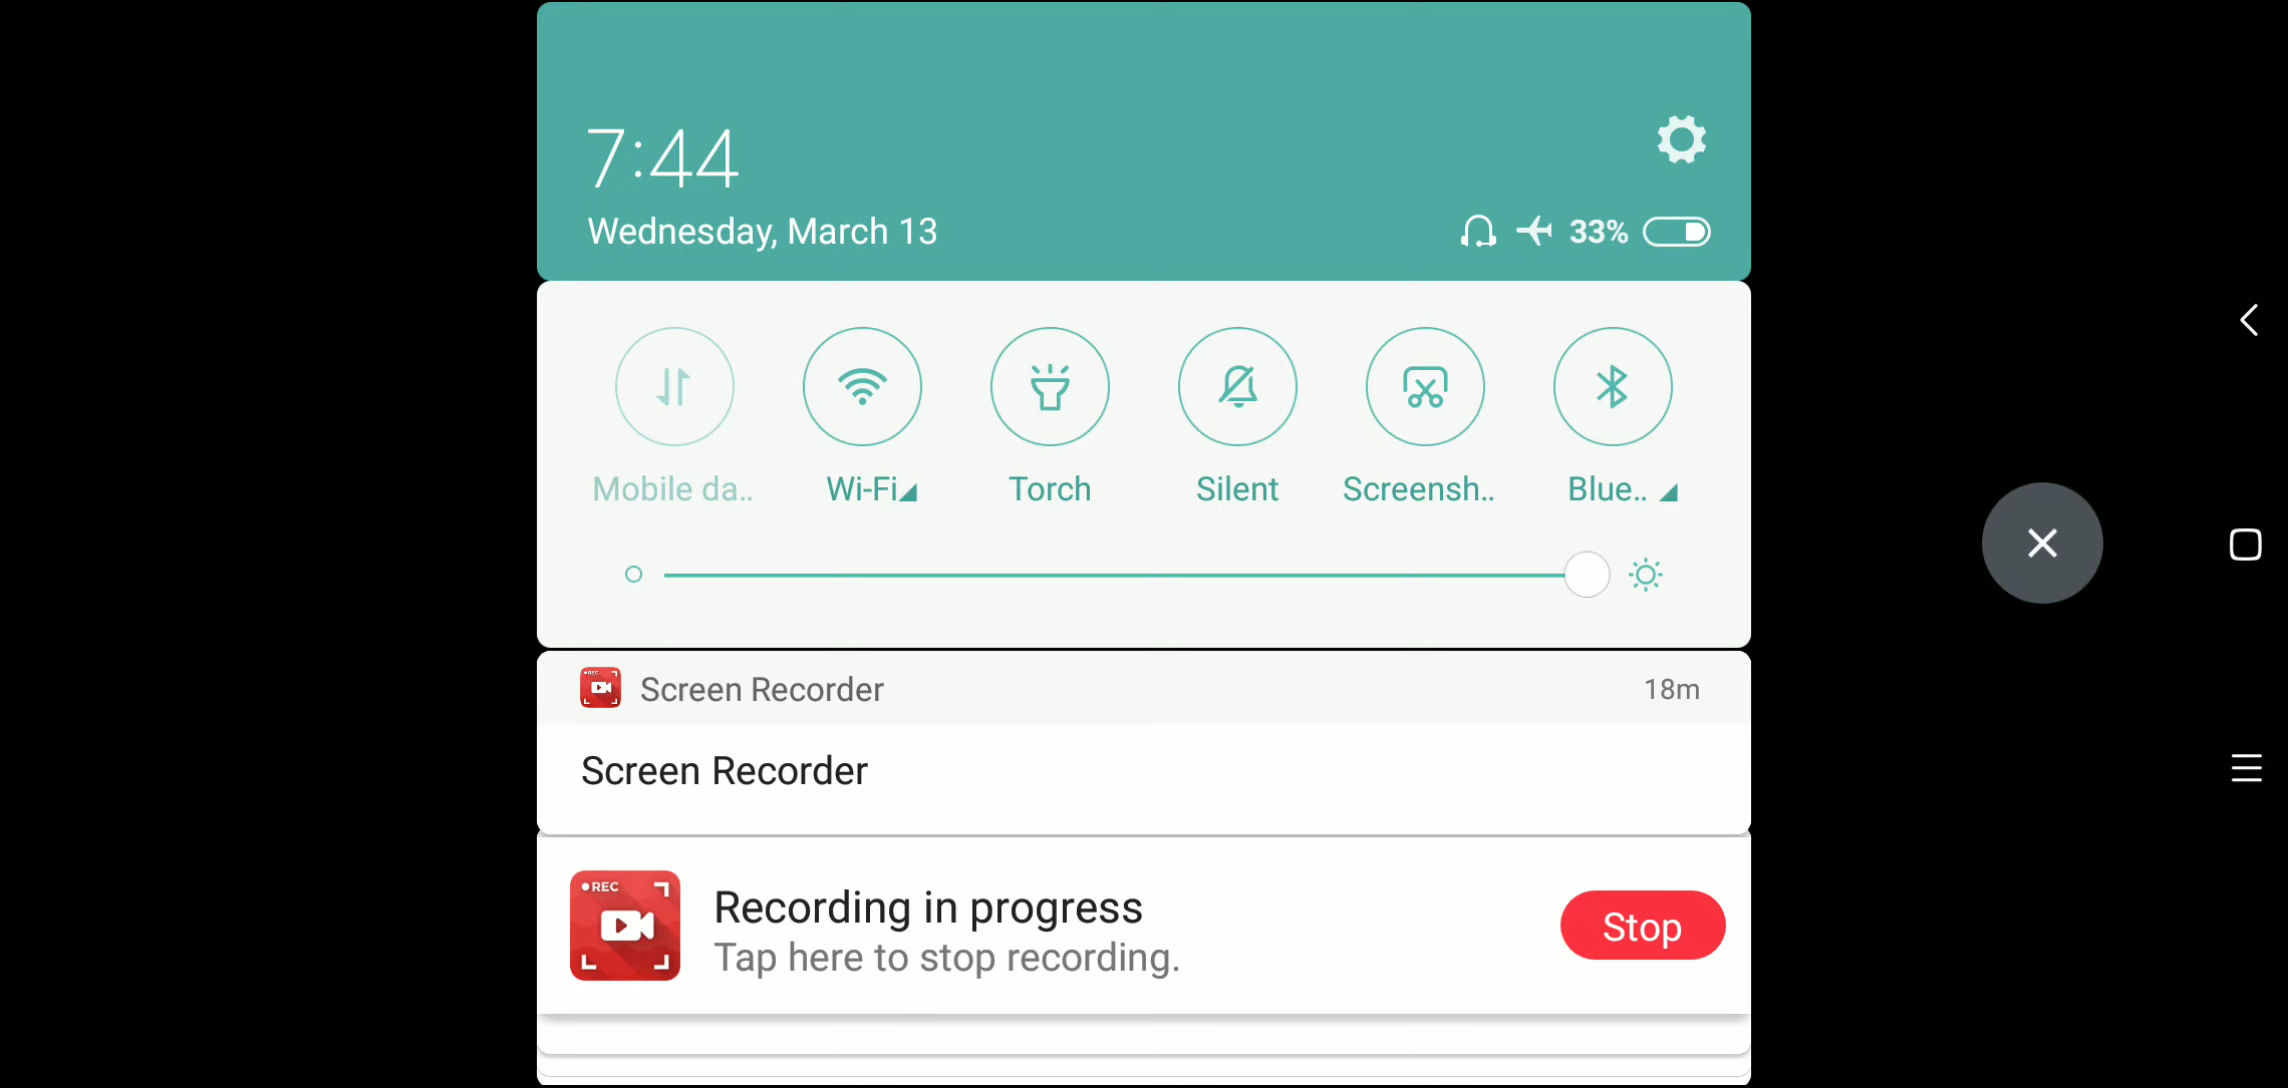 7:44
Wednesday, March 13
33%
Mobile da..
Wi-Fi
Torch
Silent
Screensh..
Blue..
Screen Recorder
18m
Screen Recorder
REC
Recording in progress
Tap here to stop recording.
Stop